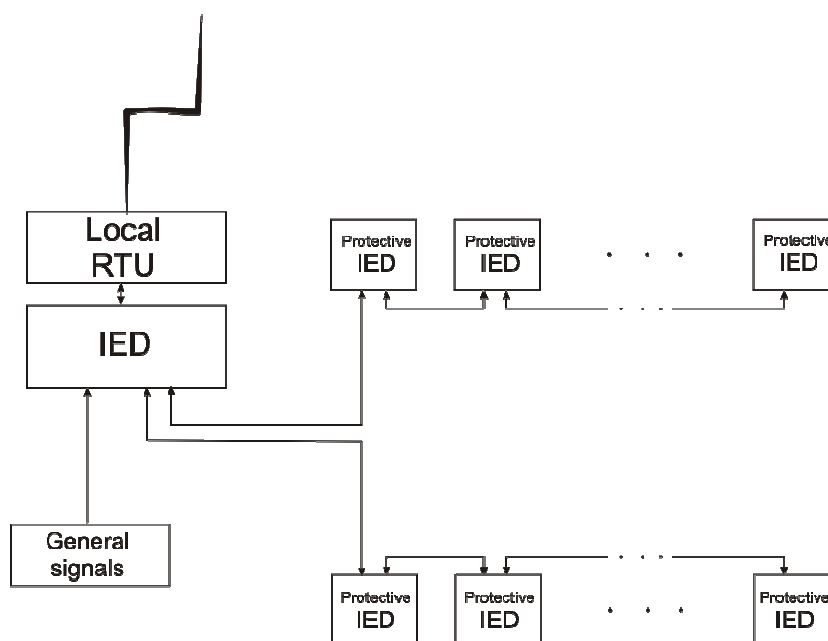 Local
RTU
IED
General
signals
Protective
IED
Protective
IED
Protective
IED
Protective
IED
Protective
IED
Protective
IED